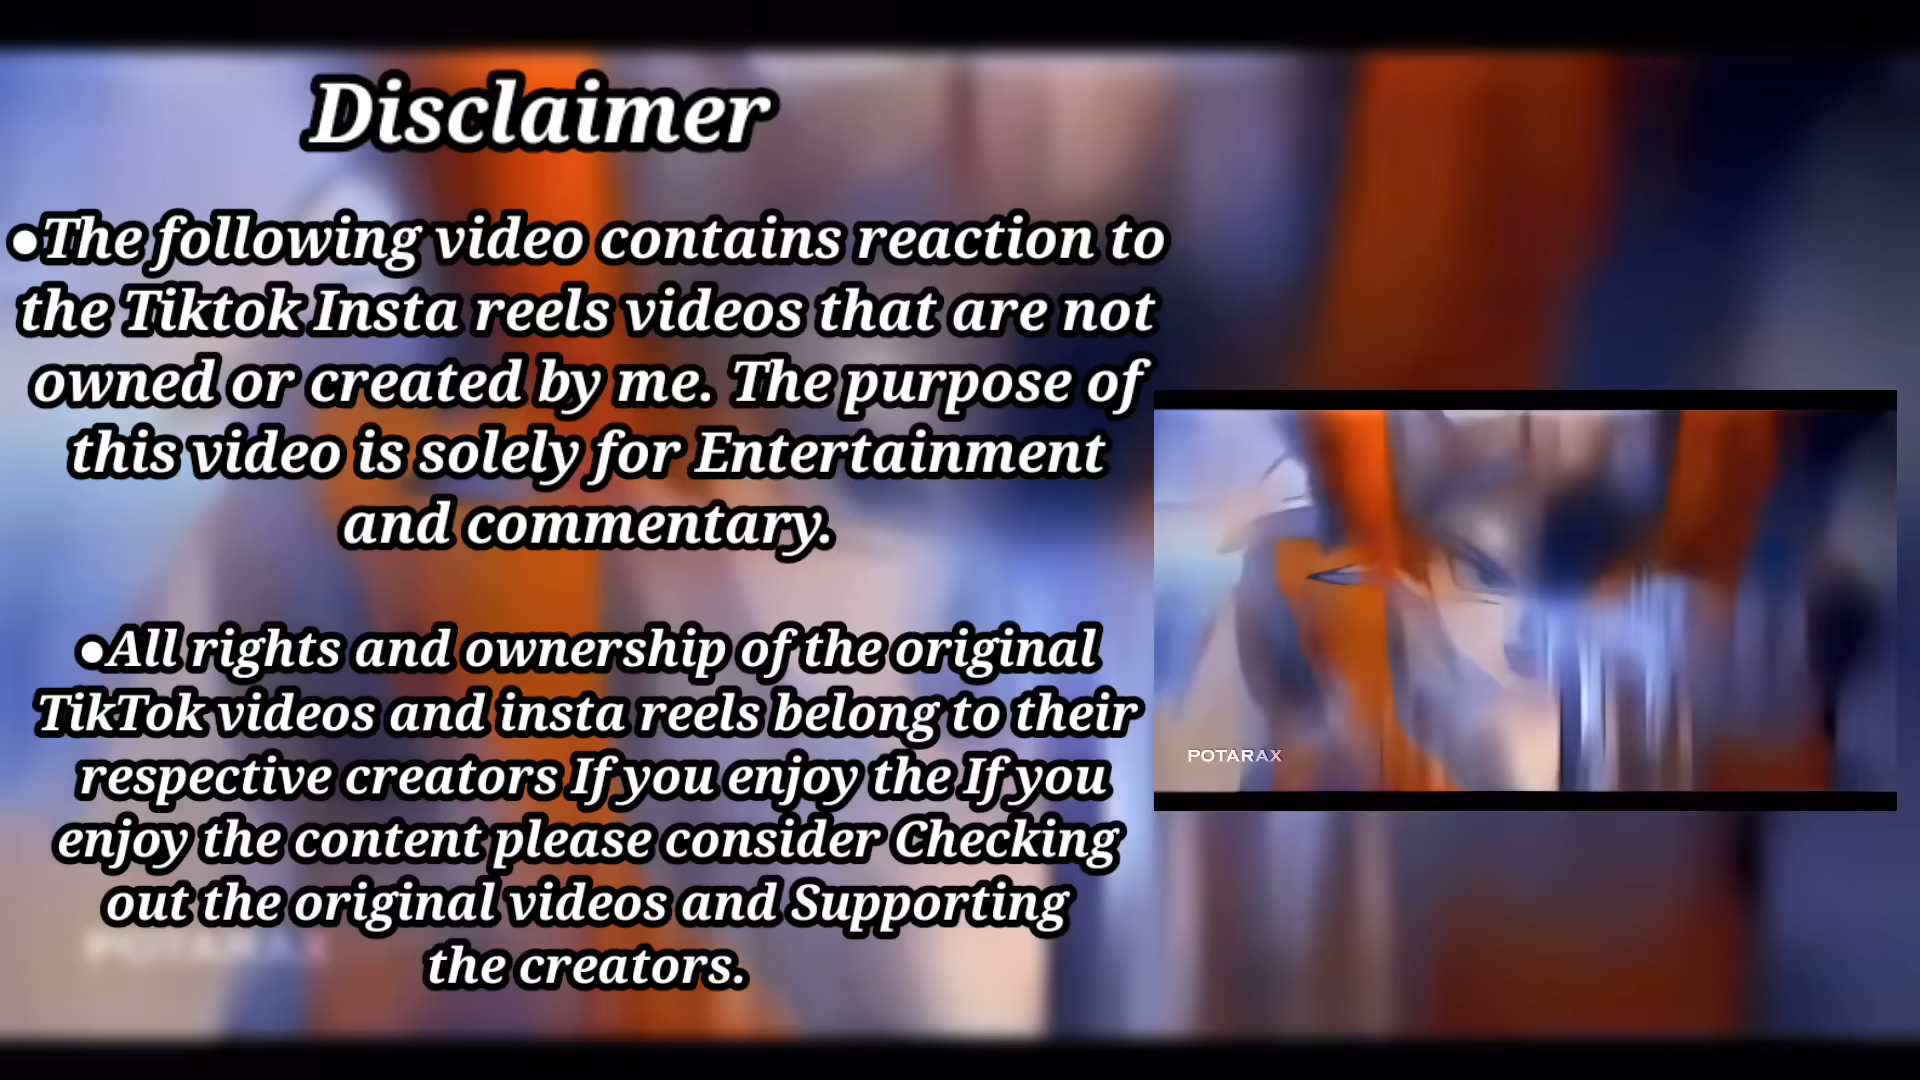 Disclaimer
●The following video contains reaction to
the Tiktok Insta reels videos that are not
owned or created by me. The purpose of
this video is solely for Entertainment
and commentary.
●All rights and ownership of the original
TikTok videos and insta reels belong to their
respective creators If you enjoy the If you
enjoy the content please consider Checking
out the original videos and Supporting
the creators.
POTARAX
POTARAX